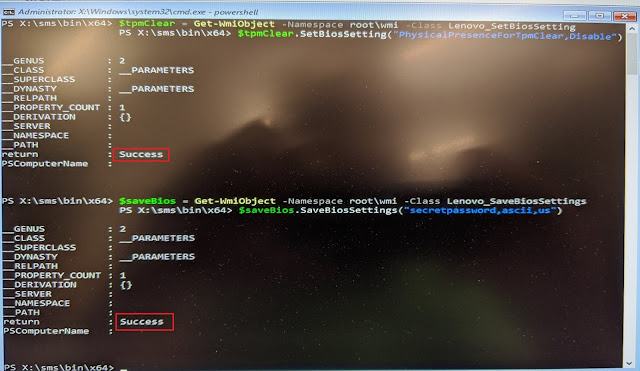 Administrator: X:\Windows\system32\cmd.exe - powershell
PS X:\sms\bin\x64> $tpmClear = Get-WmiObject -Namespace root\wmi -Class Lenovo_SetBiosSetting
PS X:\sms\bin\x64> $tpmClear.SetBiosSetting("PhysicalPresenceForTpmClear,Disable")
__GENUS : 2
__CLASS : __PARAMETERS
__SUPERCLASS :
__DYNASTY : __PARAMETERS
__RELPATH :
__PROPERTY_COUNT : 1
__DERIVATION : {}
__SERVER :
__NAMESPACE :
__PATH :
return : Success
PSComputerName :
PS X:\sms\bin\x64> $saveBios = Get-WmiObject -Namespace root\wmi -Class Lenovo_SaveBiosSettings
PS X:\sms\bin\x64> $saveBios.SaveBiosSettings("secretpassword,ascii,us")
__GENUS : 2
__CLASS : __PARAMETERS
__SUPERCLASS :
__DYNASTY : __PARAMETERS
__RELPATH :
__PROPERTY_COUNT : 1
__DERIVATION : {}
__SERVER :
__NAMESPACE :
__PATH :
return : Success
PSComputerName :
PS X:\sms\bin\x64> _